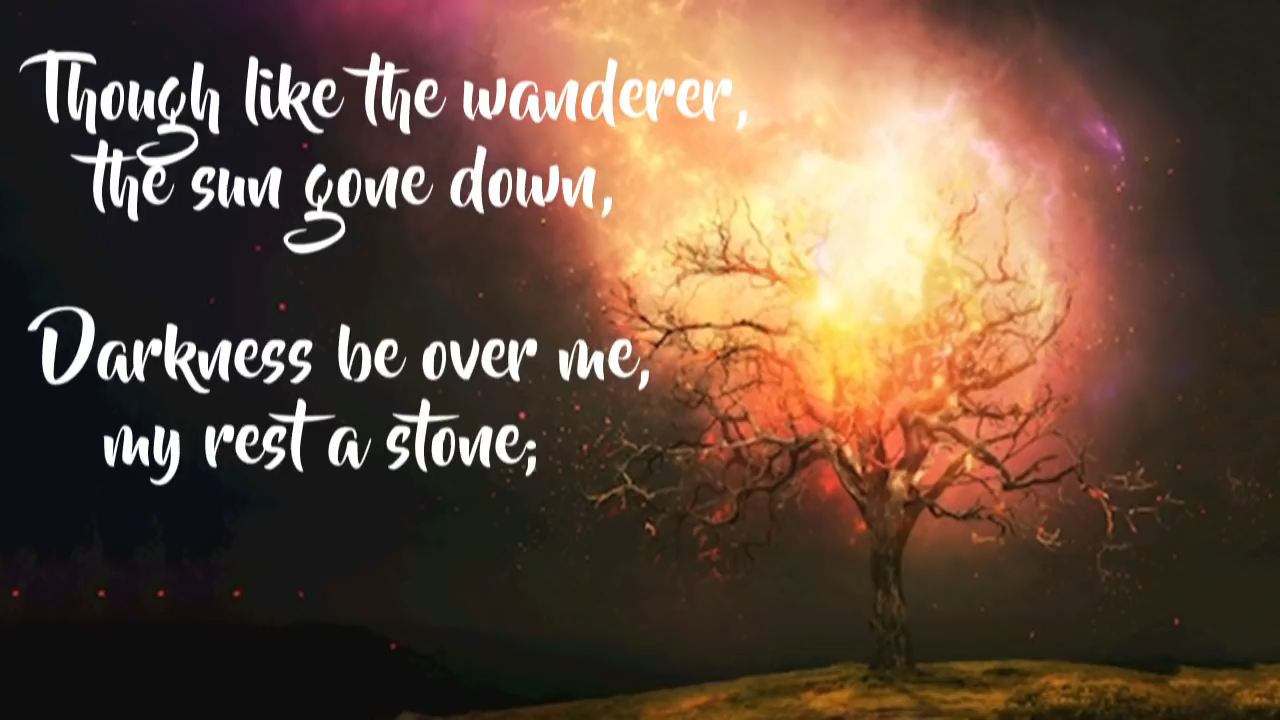 Though like the wanderer,
the sun gone down,
Darkness be over me,
my rest a stone;